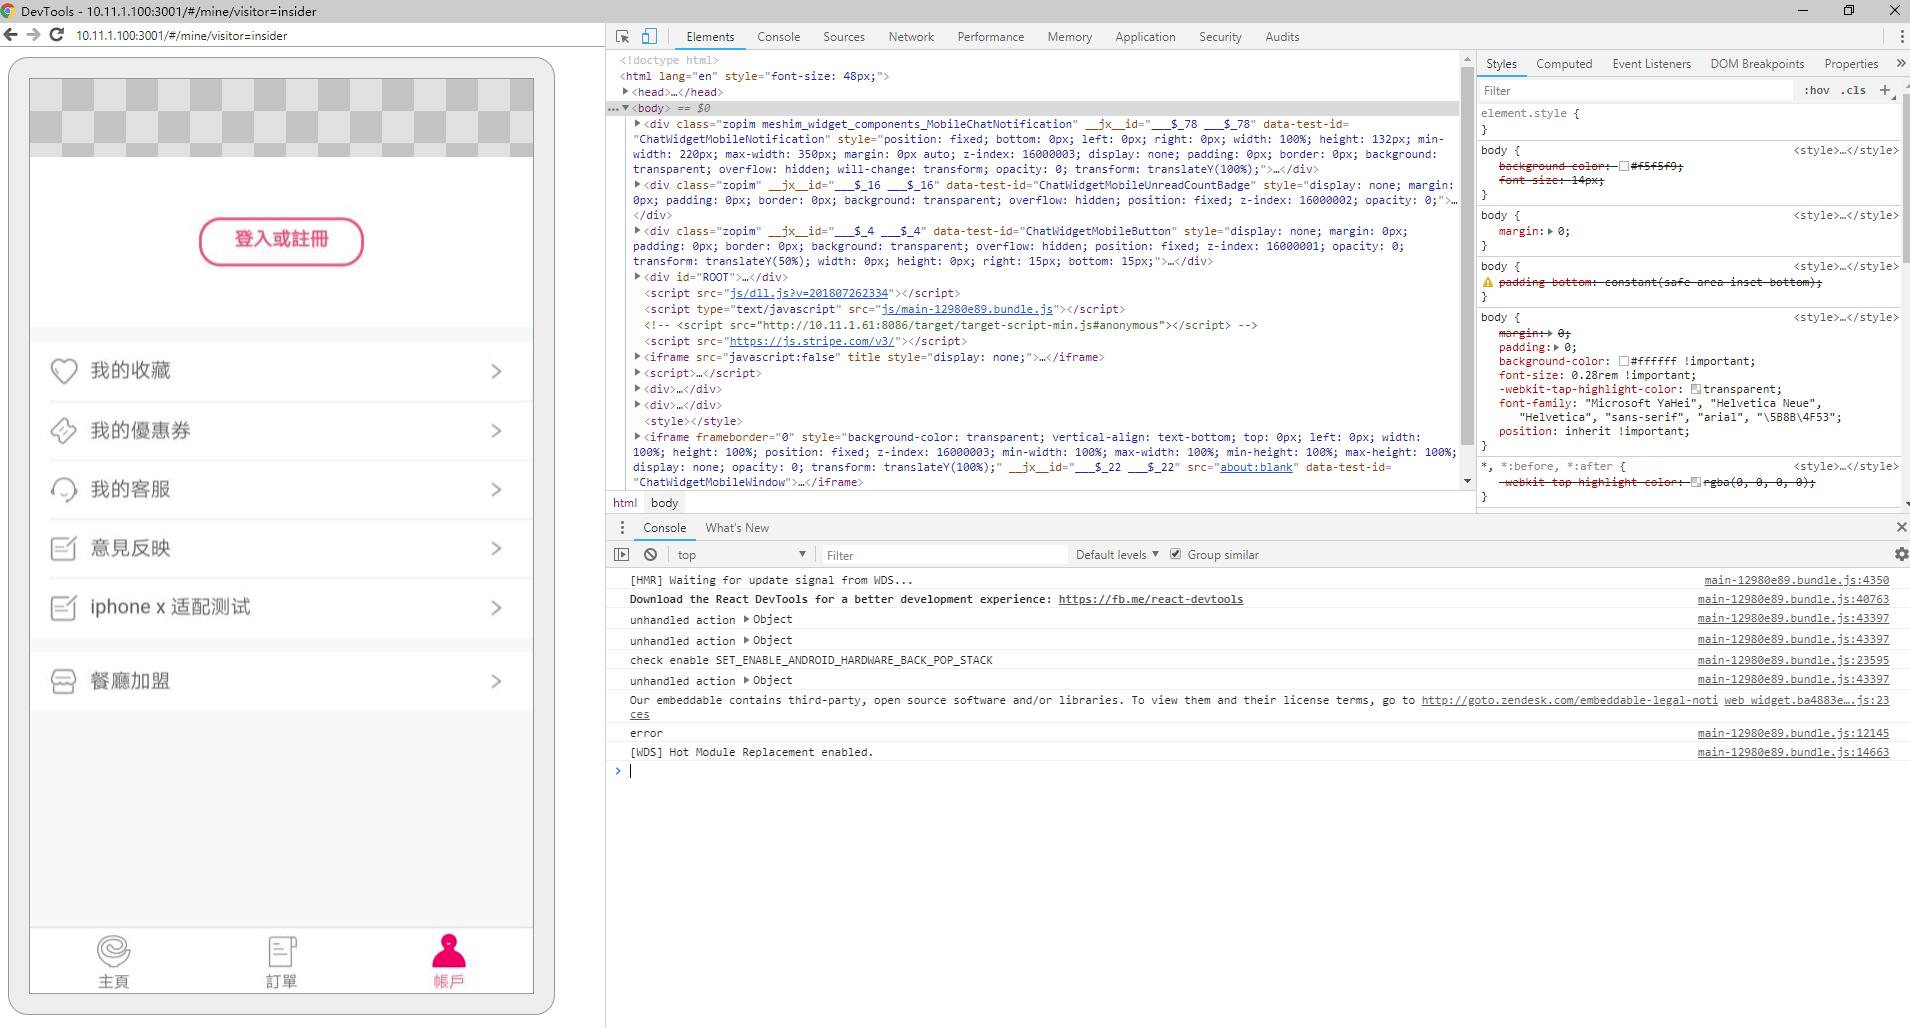 DevTools - 10.11.1.100:3001/#/mine/visitor=insider
10.11.1.100:3001/#/mine/visitor=insider
登入或註冊
我的收藏
我的優惠券
我的客服
意見反映
iphone x 适配测试
餐廳加盟
主頁
訂單
帳戶
Elements Console Sources Network Performance Memory Application Security Audits
<!doctype html>
<html lang="en" style="font-size: 48px;">
<head>…</head>
<body> == $0
<div class="zopim meshim_widget_components_MobileChatNotification" __jx__id="___$_78 ___$_78" data-test-id=
"ChatWidgetMobileNotification" style="position: fixed; bottom: 0px; left: 0px; right: 0px; width: 100%; height: 132px; min-
width: 220px; max-width: 350px; margin: 0px auto; z-index: 16000003; display: none; padding: 0px; border: 0px; background:
transparent; overflow: hidden; will-change: transform; opacity: 0; transform: translateY(100%);">…</div>
<div class="zopim" __jx__id="___$_16 ___$_16" data-test-id="ChatWidgetMobileUnreadCountBadge" style="display: none; margin:
0px; padding: 0px; border: 0px; background: transparent; overflow: hidden; position: fixed; z-index: 16000002; opacity: 0;">…
</div>
<div class="zopim" __jx__id="___$_4 ___$_4" data-test-id="ChatWidgetMobileButton" style="display: none; margin: 0px;
padding: 0px; border: 0px; background: transparent; overflow: hidden; position: fixed; z-index: 16000001; opacity: 0;
transform: translateY(50%); width: 0px; height: 0px; right: 15px; bottom: 15px;">…</div>
<div id="ROOT">…</div>
<script src="js/dll.js?v=201807262334"></script>
<script type="text/javascript" src="js/main-12980e89.bundle.js"></script>
<!-- <script src="http://10.11.1.61:8086/target/target-script-min.js#anonymous"></script> -->
<script src="https://js.stripe.com/v3/"></script>
<iframe src="javascript:false" title style="display: none;">…</iframe>
<script>…</script>
<div>…</div>
<div>…</div>
<style></style>
<iframe frameborder="0" style="background-color: transparent; vertical-align: text-bottom; top: 0px; left: 0px; width:
100%; height: 100%; position: fixed; z-index: 16000003; min-width: 100%; max-width: 100%; min-height: 100%; max-height: 100%;
display: none; opacity: 0; transform: translateY(100%);" __jx__id="___$_22 ___$_22" src="about:blank" data-test-id=
"ChatWidgetMobileWindow">…</iframe>
html body
Styles Computed Event Listeners DOM Breakpoints Properties
Filter :hov .cls +
element.style {
}
body { <style>…</style>
background-color: #f5f5f9;
font-size: 14px;
}
body { <style>…</style>
margin: 0;
}
body { <style>…</style>
padding-bottom: constant(safe-area-inset-bottom);
}
body { <style>…</style>
margin: 0;
padding: 0;
background-color: #ffffff !important;
font-size: 0.28rem !important;
-webkit-tap-highlight-color: transparent;
font-family: "Microsoft YaHei", "Helvetica Neue",
"Helvetica", "sans-serif", "arial", "\5B8B\4F53";
position: inherit !important;
}
*, *:before, *:after { <style>…</style>
-webkit-tap-highlight-color: rgba(0, 0, 0, 0);
}
Console What's New
top Filter Default levels Group similar
[HMR] Waiting for update signal from WDS... main-12980e89.bundle.js:4350
Download the React DevTools for a better development experience: https://fb.me/react-devtools main-12980e89.bundle.js:40763
unhandled action Object main-12980e89.bundle.js:43397
unhandled action Object main-12980e89.bundle.js:43397
check enable SET_ENABLE_ANDROID_HARDWARE_BACK_POP_STACK main-12980e89.bundle.js:23595
unhandled action Object main-12980e89.bundle.js:43397
Our embeddable contains third-party, open source software and/or libraries. To view them and their license terms, go to http://goto.zendesk.com/embeddable-legal-noti web_widget.ba4883e….js:23
ces
error main-12980e89.bundle.js:12145
[WDS] Hot Module Replacement enabled. main-12980e89.bundle.js:14663